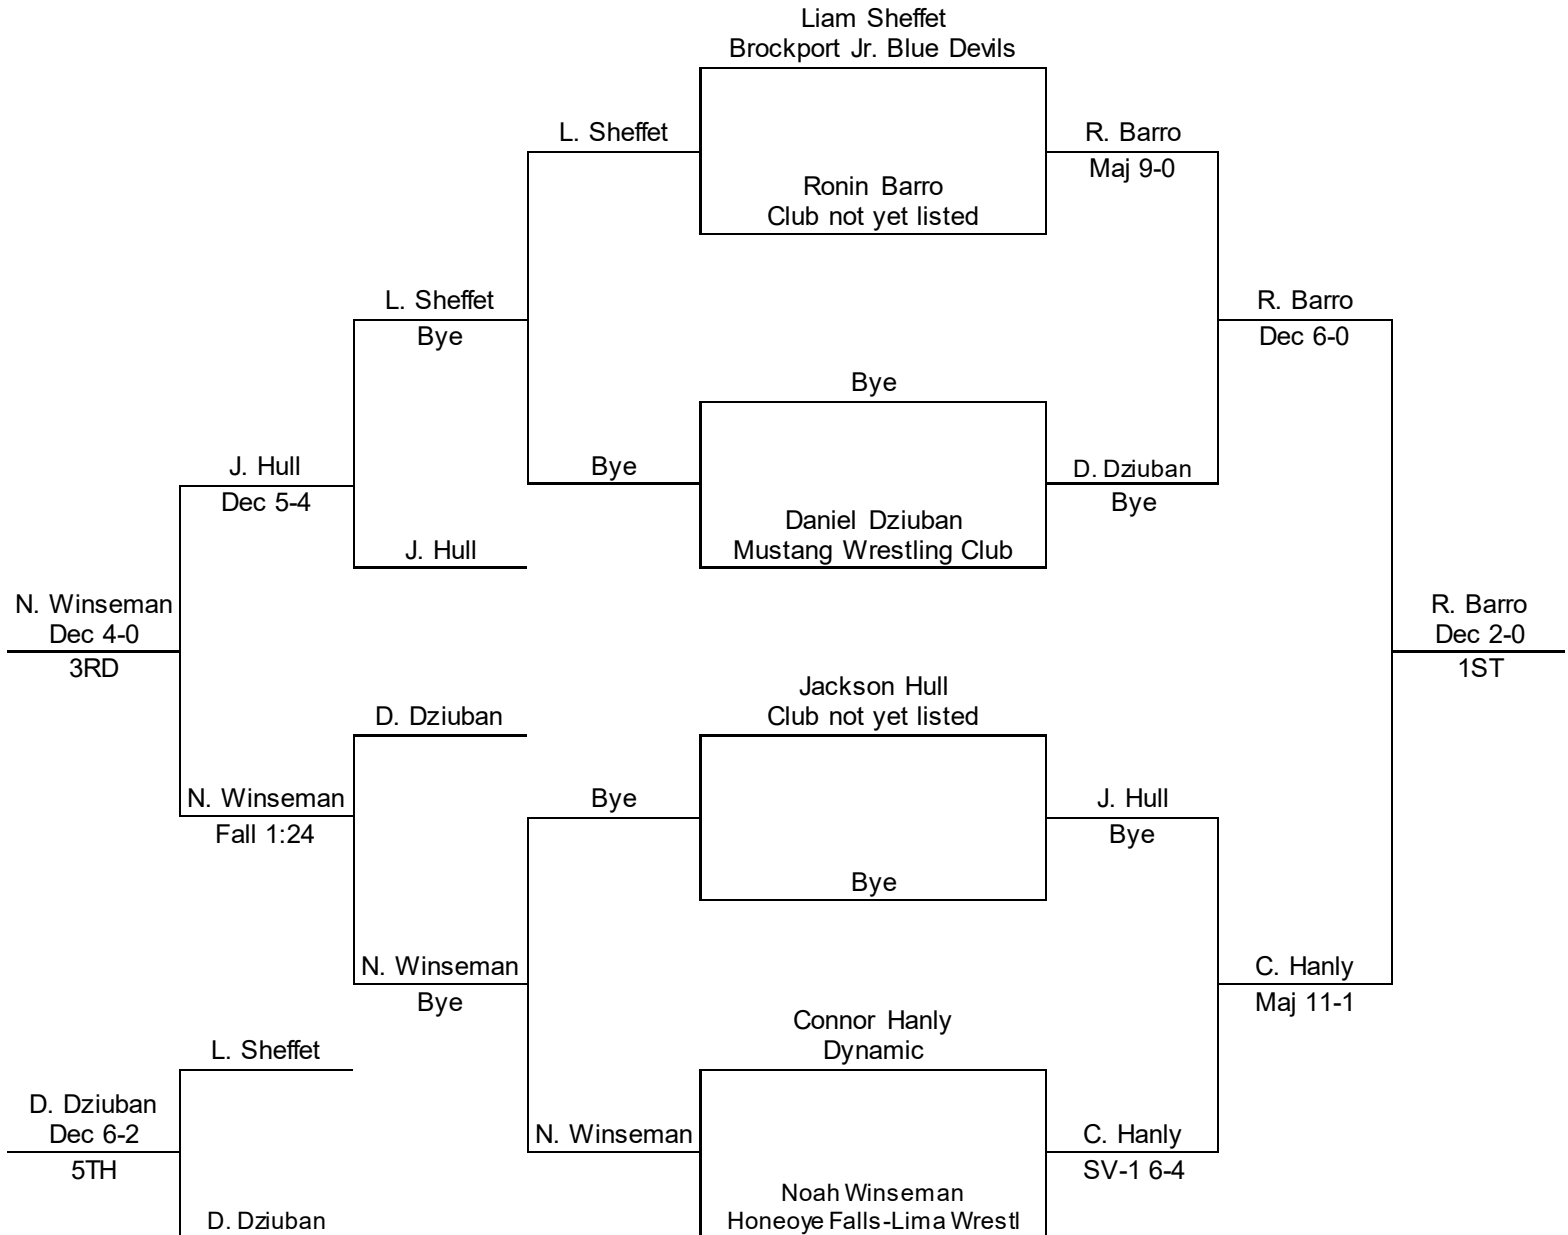 Liam Sheffet
Brockport Jr. Blue Devils
L. Sheffet
R. Barro
Maj 9-0
Ronin Barro
Club not yet listed
L. Sheffet
Bye
R. Barro
Dec 6-0
Bye
J. Hull
Dec 5-4
Bye
D. Dziuban
Bye
Daniel Dziuban
Mustang Wrestling Club
J. Hull
N. Winseman
Dec 4-0
3RD
R. Barro
Dec 2-0
1ST
Jackson Hull
Club not yet listed
D. Dziuban
N. Winseman
Fall 1:24
Bye
J. Hull
Bye
Bye
N. Winseman
Bye
C. Hanly
Maj 11-1
Connor Hanly
Dynamic
L. Sheffet
D. Dziuban
Dec 6-2
5TH
N. Winseman
C. Hanly
SV-1 6-4
Noah Winseman
Honeoye Falls-Lima Wrestl
D. Dziuban